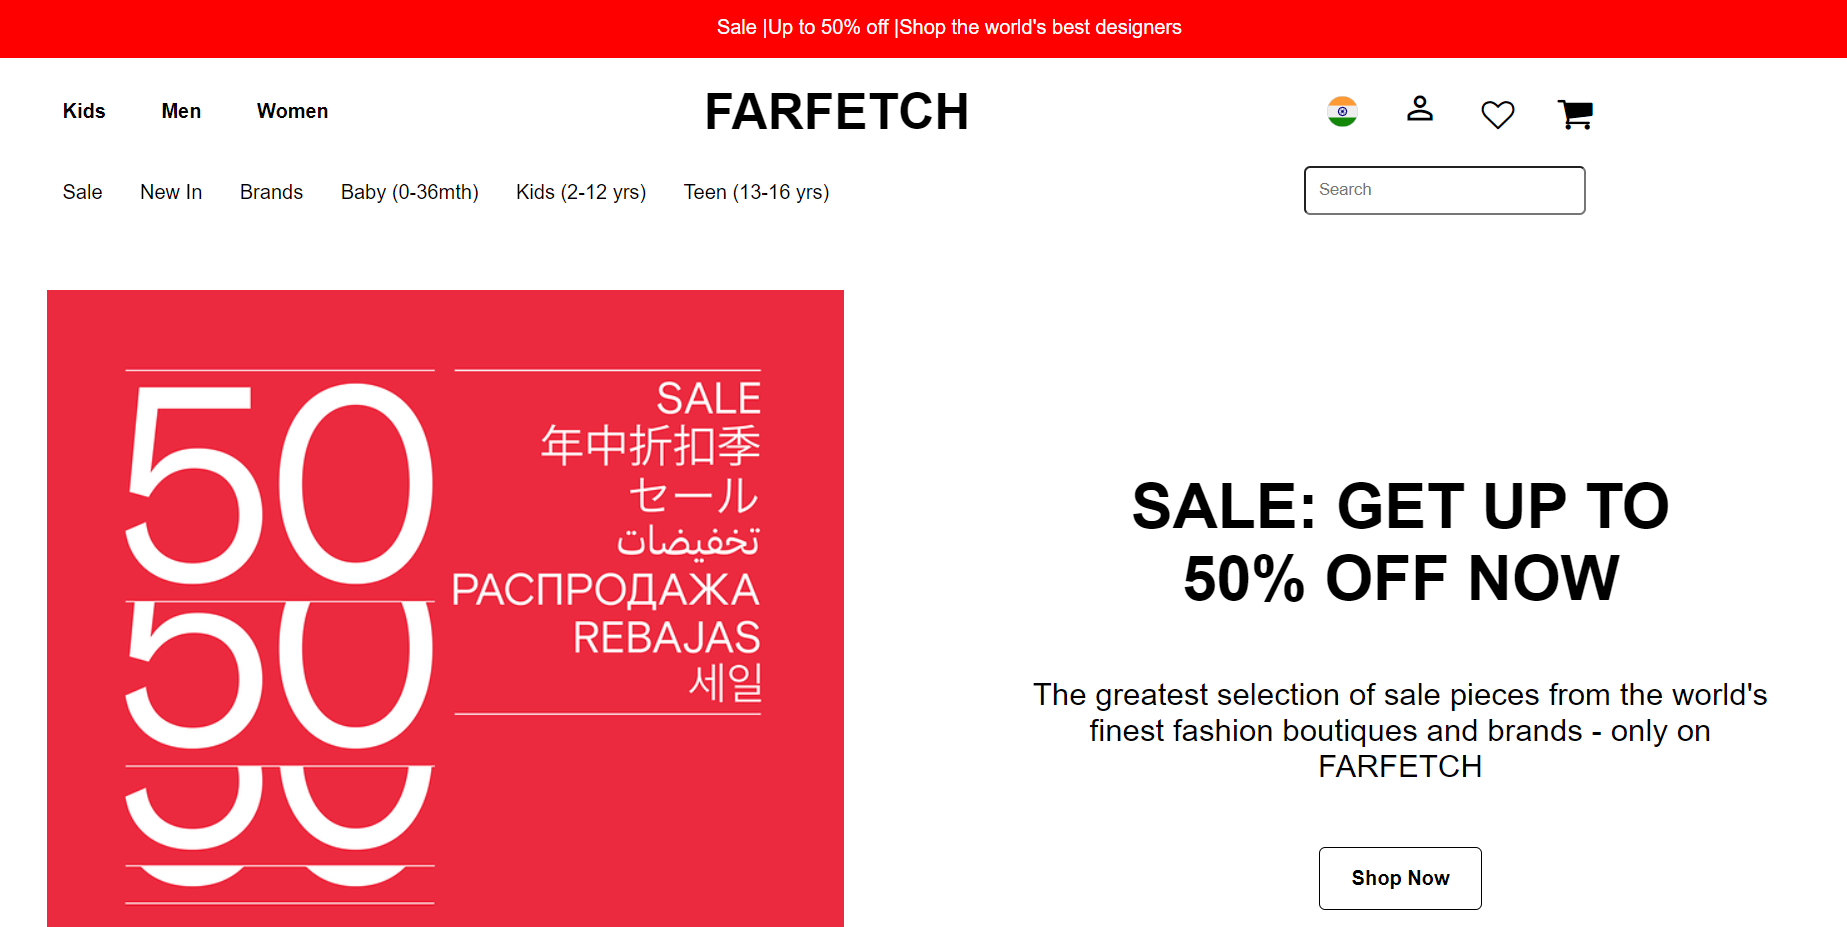 Sale |Up to 50% off |Shop the world's best designers
Kids Men Women
FARFETCH
Sale New In Brands Baby (0-36mth) Kids (2-12 yrs) Teen (13-16 yrs)
Search
50
50
50
50
SALE
年中折扣季
セール
تخفيضات
РАСПРОДАЖА
REBAJAS
세일
SALE: GET UP TO
50% OFF NOW
The greatest selection of sale pieces from the world's
finest fashion boutiques and brands - only on
FARFETCH
Shop Now